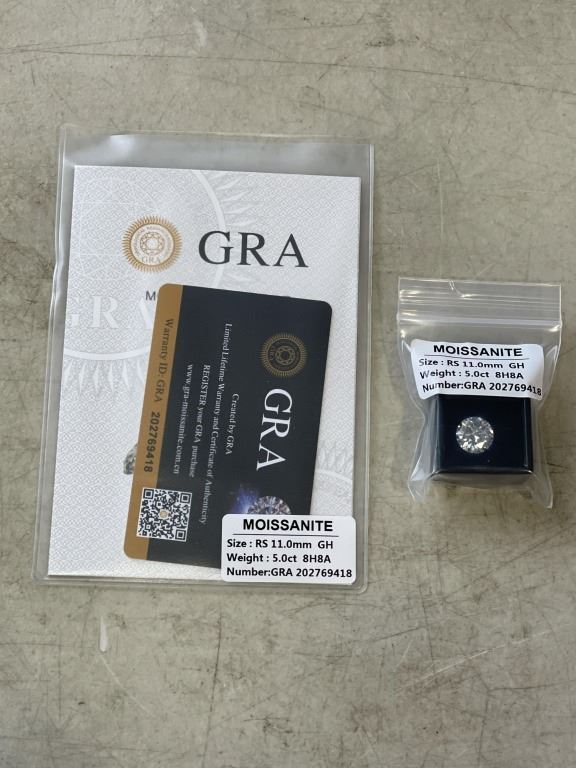 GRA
GRA
Created by GRA
Limited Lifetime Warranty and Certificate of Authenticity
REGISTER your GRA purchase
www.gra-moissanite.com.cn
Warranty ID: GRA 202769418
MOISSANITE
Size : RS 11.0mm GH
Weight : 5.0ct 8H8A
Number:GRA 202769418
MOISSANITE
Size : RS 11.0mm GH
Weight : 5.0ct 8H8A
Number:GRA 202769418